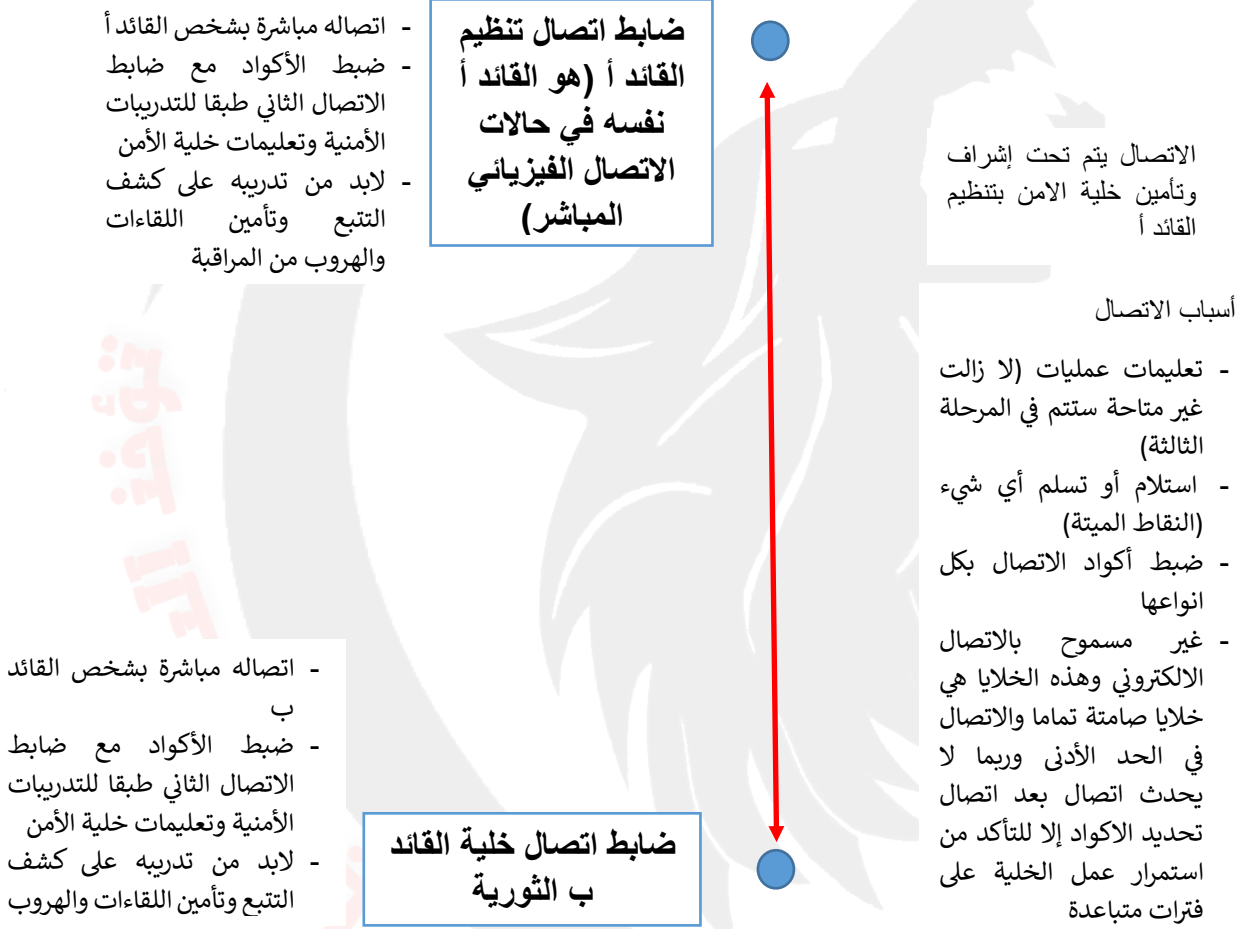 - اتصاله مباشرة بشخص القائد أ
- ضبط الأكواد مع ضابط
الاتصال الثاني طبقا للتدريبات
الأمنية وتعليمات خلية الأمن
- لابد من تدريبه على كشف
التتبع وتأمين اللقاءات
والهروب من المراقبة
ضابط اتصال تنظيم
القائد أ (هو القائد أ
نفسه في حالات
الاتصال الفيزيائي
المباشر)
الاتصال يتم تحت إشراف
وتأمين خلية الامن بتنظيم
القائد أ
أسباب الاتصال
- تعليمات عمليات (لا زالت
غير متاحة ستتم في المرحلة
الثالثة)
- استلام أو تسلم أي شيء
(النقاط الميتة)
- ضبط أكواد الاتصال بكل
انواعها
- غير مسموح بالاتصال
الالكتروني وهذه الخلايا هي
خلايا صامتة تماما والاتصال
في الحد الأدنى وربما لا
يحدث اتصال بعد اتصال
تحديد الاكواد إلا للتأكد من
استمرار عمل الخلية على
فترات متباعدة
- اتصاله مباشرة بشخص القائد
ب
- ضبط الأكواد مع ضابط
الاتصال الثاني طبقا للتدريبات
الأمنية وتعليمات خلية الأمن
- لابد من تدريبه على كشف
التتبع وتأمين اللقاءات والهروب
ضابط اتصال خلية القائد
ب الثورية